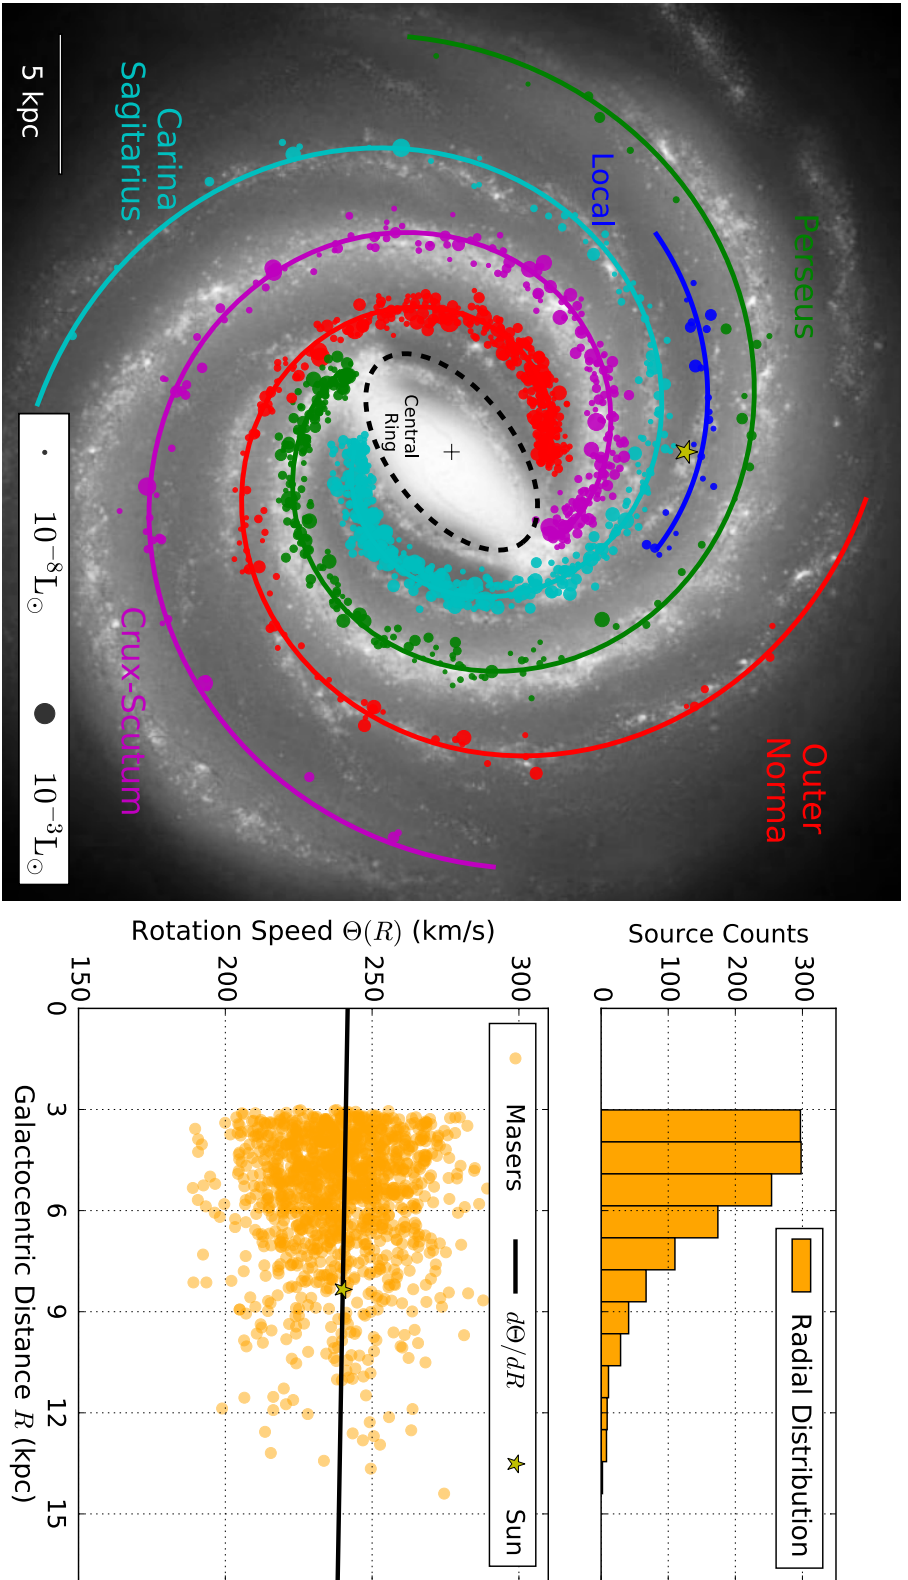 Perseus
Local
Carina
Sagitarius
Outer
Norma
Central
Ring
Crux-Scutum
5 kpc
10⁻⁸L☉
10⁻³L☉
Source Counts
300
200
100
0
Radial Distribution
Rotation Speed Θ(R) (km/s)
300
250
200
150
Masers
dΘ/dR
Sun
0
3
6
9
12
15
Galactocentric Distance R (kpc)